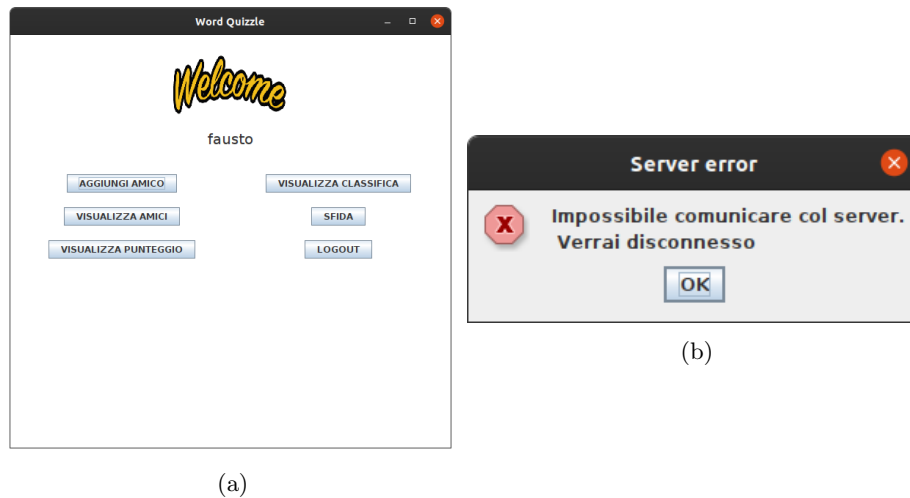 Word Quizzle
Welcome
fausto
AGGIUNGI AMICO
VISUALIZZA CLASSIFICA
VISUALIZZA AMICI
SFIDA
VISUALIZZA PUNTEGGIO
LOGOUT
(a)
Server error
X
Impossibile comunicare col server.
Verrai disconnesso
OK
(b)